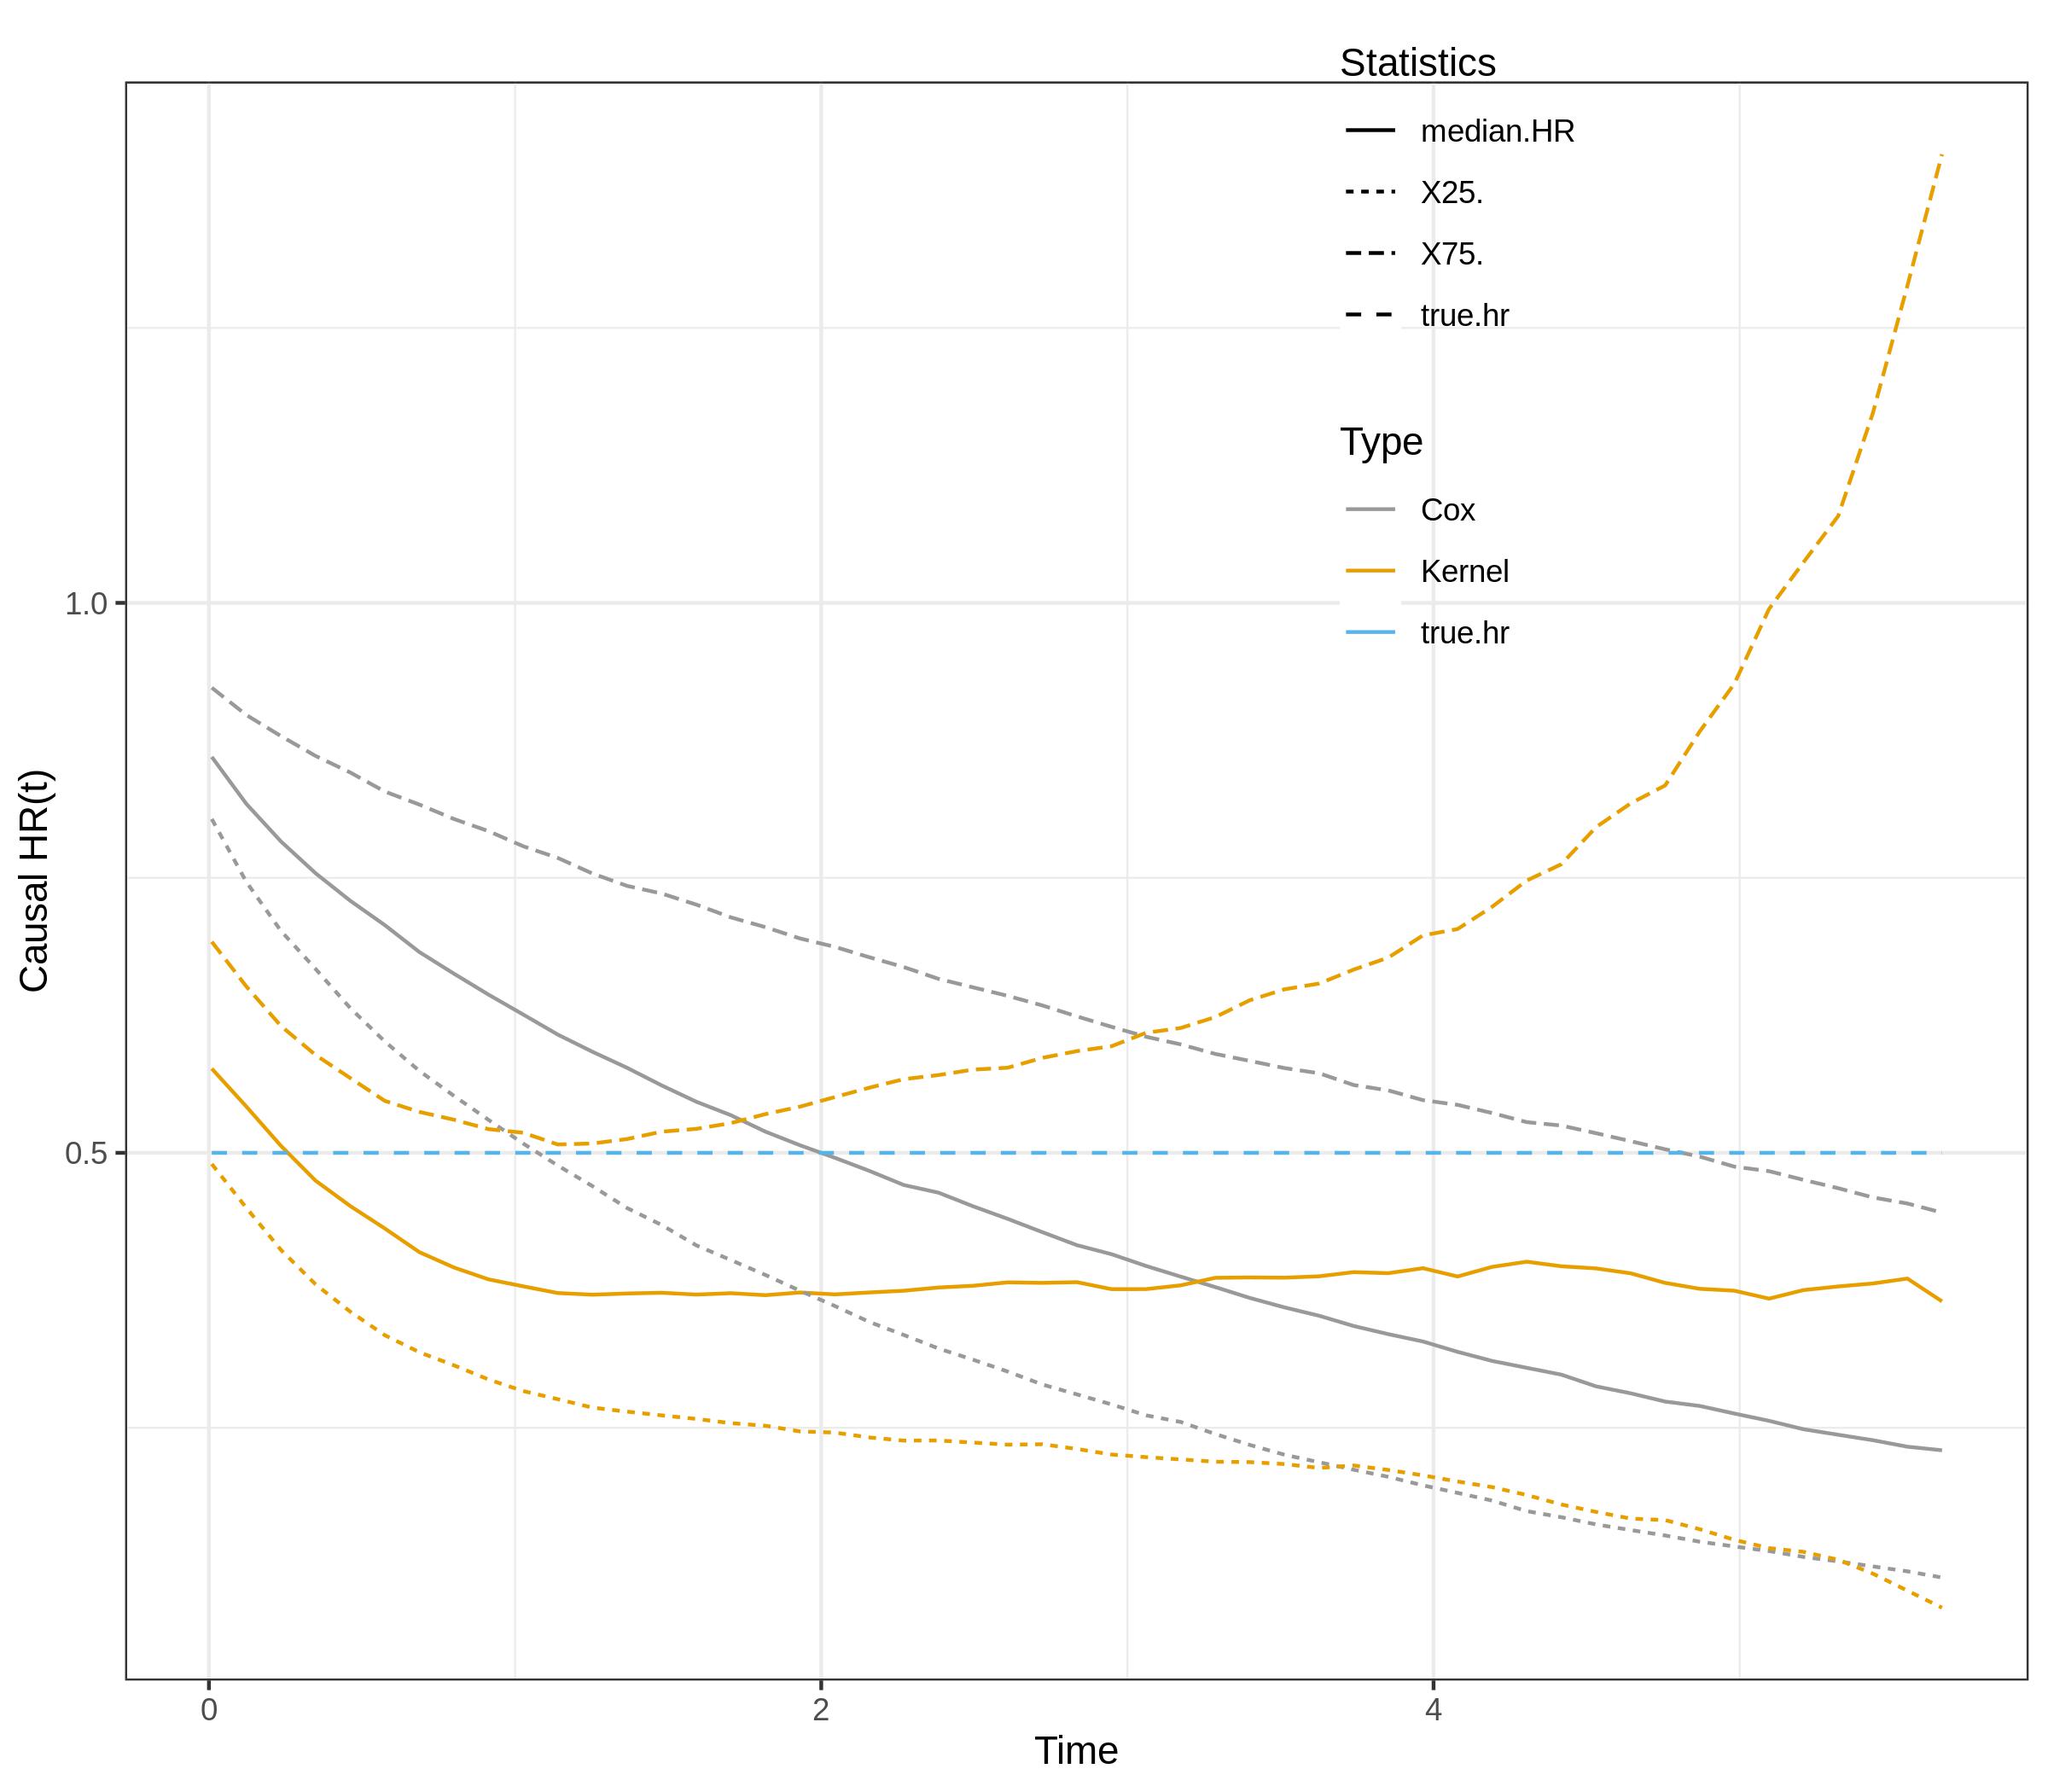 Statistics
median.HR
X25.
X75.
true.hr
Type
Cox
Kernel
true.hr
1.0
0.5
Causal HR(t)
0
2
4
Time